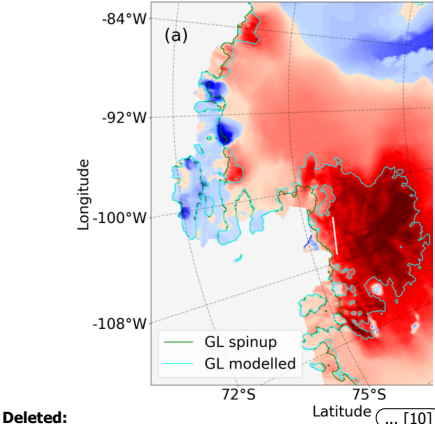 -84°W
(a)
-92°W
Longitude
-100°W
-108°W
GL spinup
GL modelled
72°S
75°S
Latitude
Deleted:
... [10]